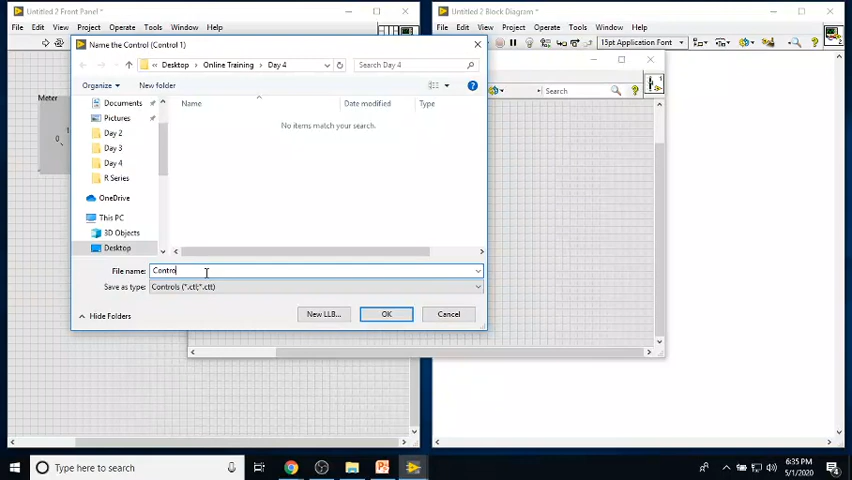 Untitled 2 Front Panel *
File Edit View Project Operate Tools Window Help
Meter
0
1
Untitled 2 Block Diagram *
File Edit View Project Operate Tools Window Help
15pt Application Font
Search
Name the Control (Control 1)
Desktop Online Training Day 4
Search Day 4
Organize New folder
Documents
Pictures
Day 2
Day 3
Day 4
R Series
OneDrive
This PC
3D Objects
Desktop
Name Date modified Type
No items match your search.
File name: Contro
Save as type: Controls (*.ctl;*.ctt)
Hide Folders
New LLB... OK Cancel
Type here to search
6:35 PM
5/1/2020
4